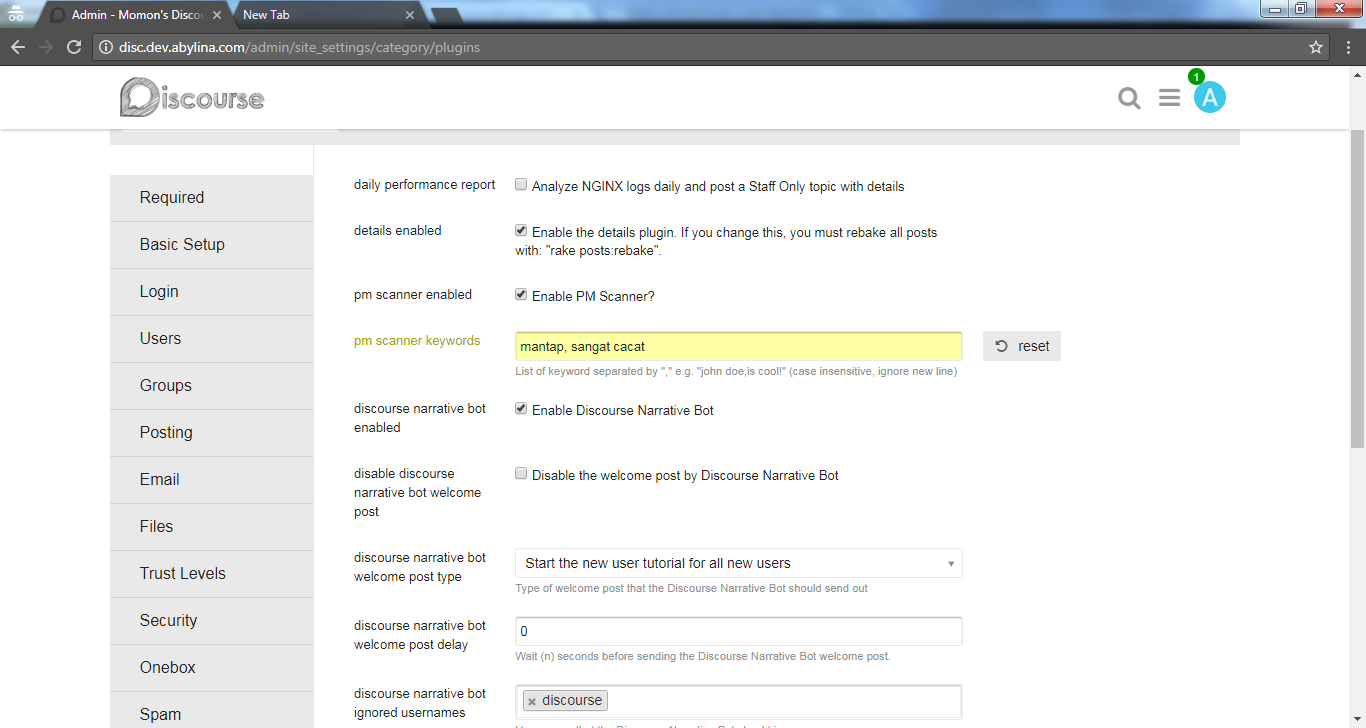 Admin - Momon's Discou
New Tab
disc.dev.abylina.com/admin/site_settings/category/plugins
Discourse
1
A
Required
Basic Setup
Login
Users
Groups
Posting
Email
Files
Trust Levels
Security
Onebox
Spam
daily performance report
Analyze NGINX logs daily and post a Staff Only topic with details
details enabled
Enable the details plugin. If you change this, you must rebake all posts
with: "rake posts:rebake".
pm scanner enabled
Enable PM Scanner?
pm scanner keywords
mantap, sangat cacat
reset
List of keyword separated by "," e.g. "john doe,is cool!" (case insensitive, ignore new line)
discourse narrative bot
enabled
Enable Discourse Narrative Bot
disable discourse
narrative bot welcome
post
Disable the welcome post by Discourse Narrative Bot
discourse narrative bot
welcome post type
Start the new user tutorial for all new users
Type of welcome post that the Discourse Narrative Bot should send out
discourse narrative bot
welcome post delay
0
Wait (n) seconds before sending the Discourse Narrative Bot welcome post.
discourse narrative bot
ignored usernames
discourse